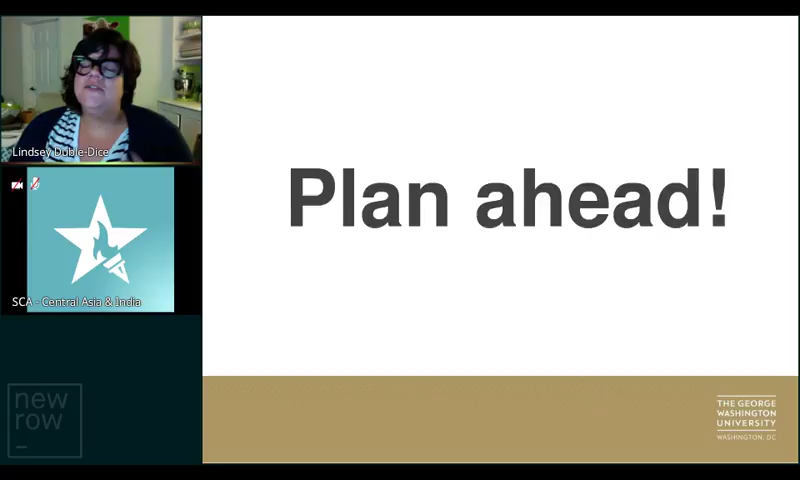 Lindsey Duble-Dice
SCA - Central Asia & India
new
row
Plan ahead!
THE GEORGE
WASHINGTON
UNIVERSITY
WASHINGTON, DC